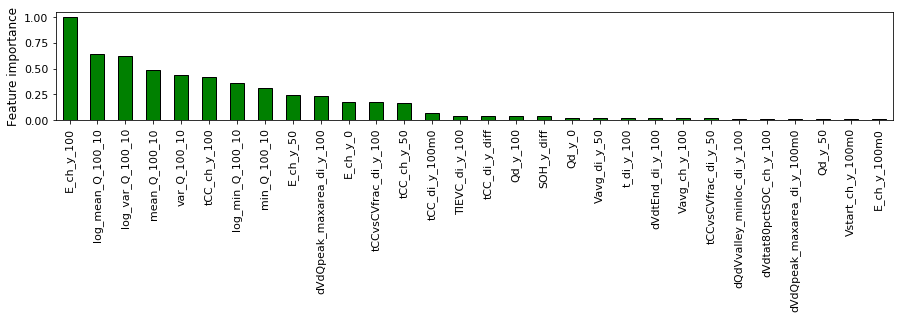 Feature importance
1.00
0.75
0.50
0.25
0.00
E_ch_y_100
log_mean_Q_100_10
log_var_Q_100_10
mean_Q_100_10
var_Q_100_10
tCC_ch_y_100
log_min_Q_100_10
min_Q_100_10
E_ch_y_50
dVdQpeak_maxarea_di_y_100
E_ch_y_0
tCCvsCVfrac_di_y_100
tCC_ch_y_50
tCC_di_y_100m0
TIEVC_di_y_100
tCC_di_y_diff
Qd_y_100
SOH_y_diff
Qd_y_0
Vavg_di_y_50
t_di_y_100
dVdtEnd_di_y_100
Vavg_ch_y_100
tCCvsCVfrac_di_y_50
dQdVvalley_minloc_di_y_100
dVdtat80pctSOC_ch_y_100
dVdQpeak_maxarea_di_y_100m0
Qd_y_50
Vstart_ch_y_100m0
E_ch_y_100m0